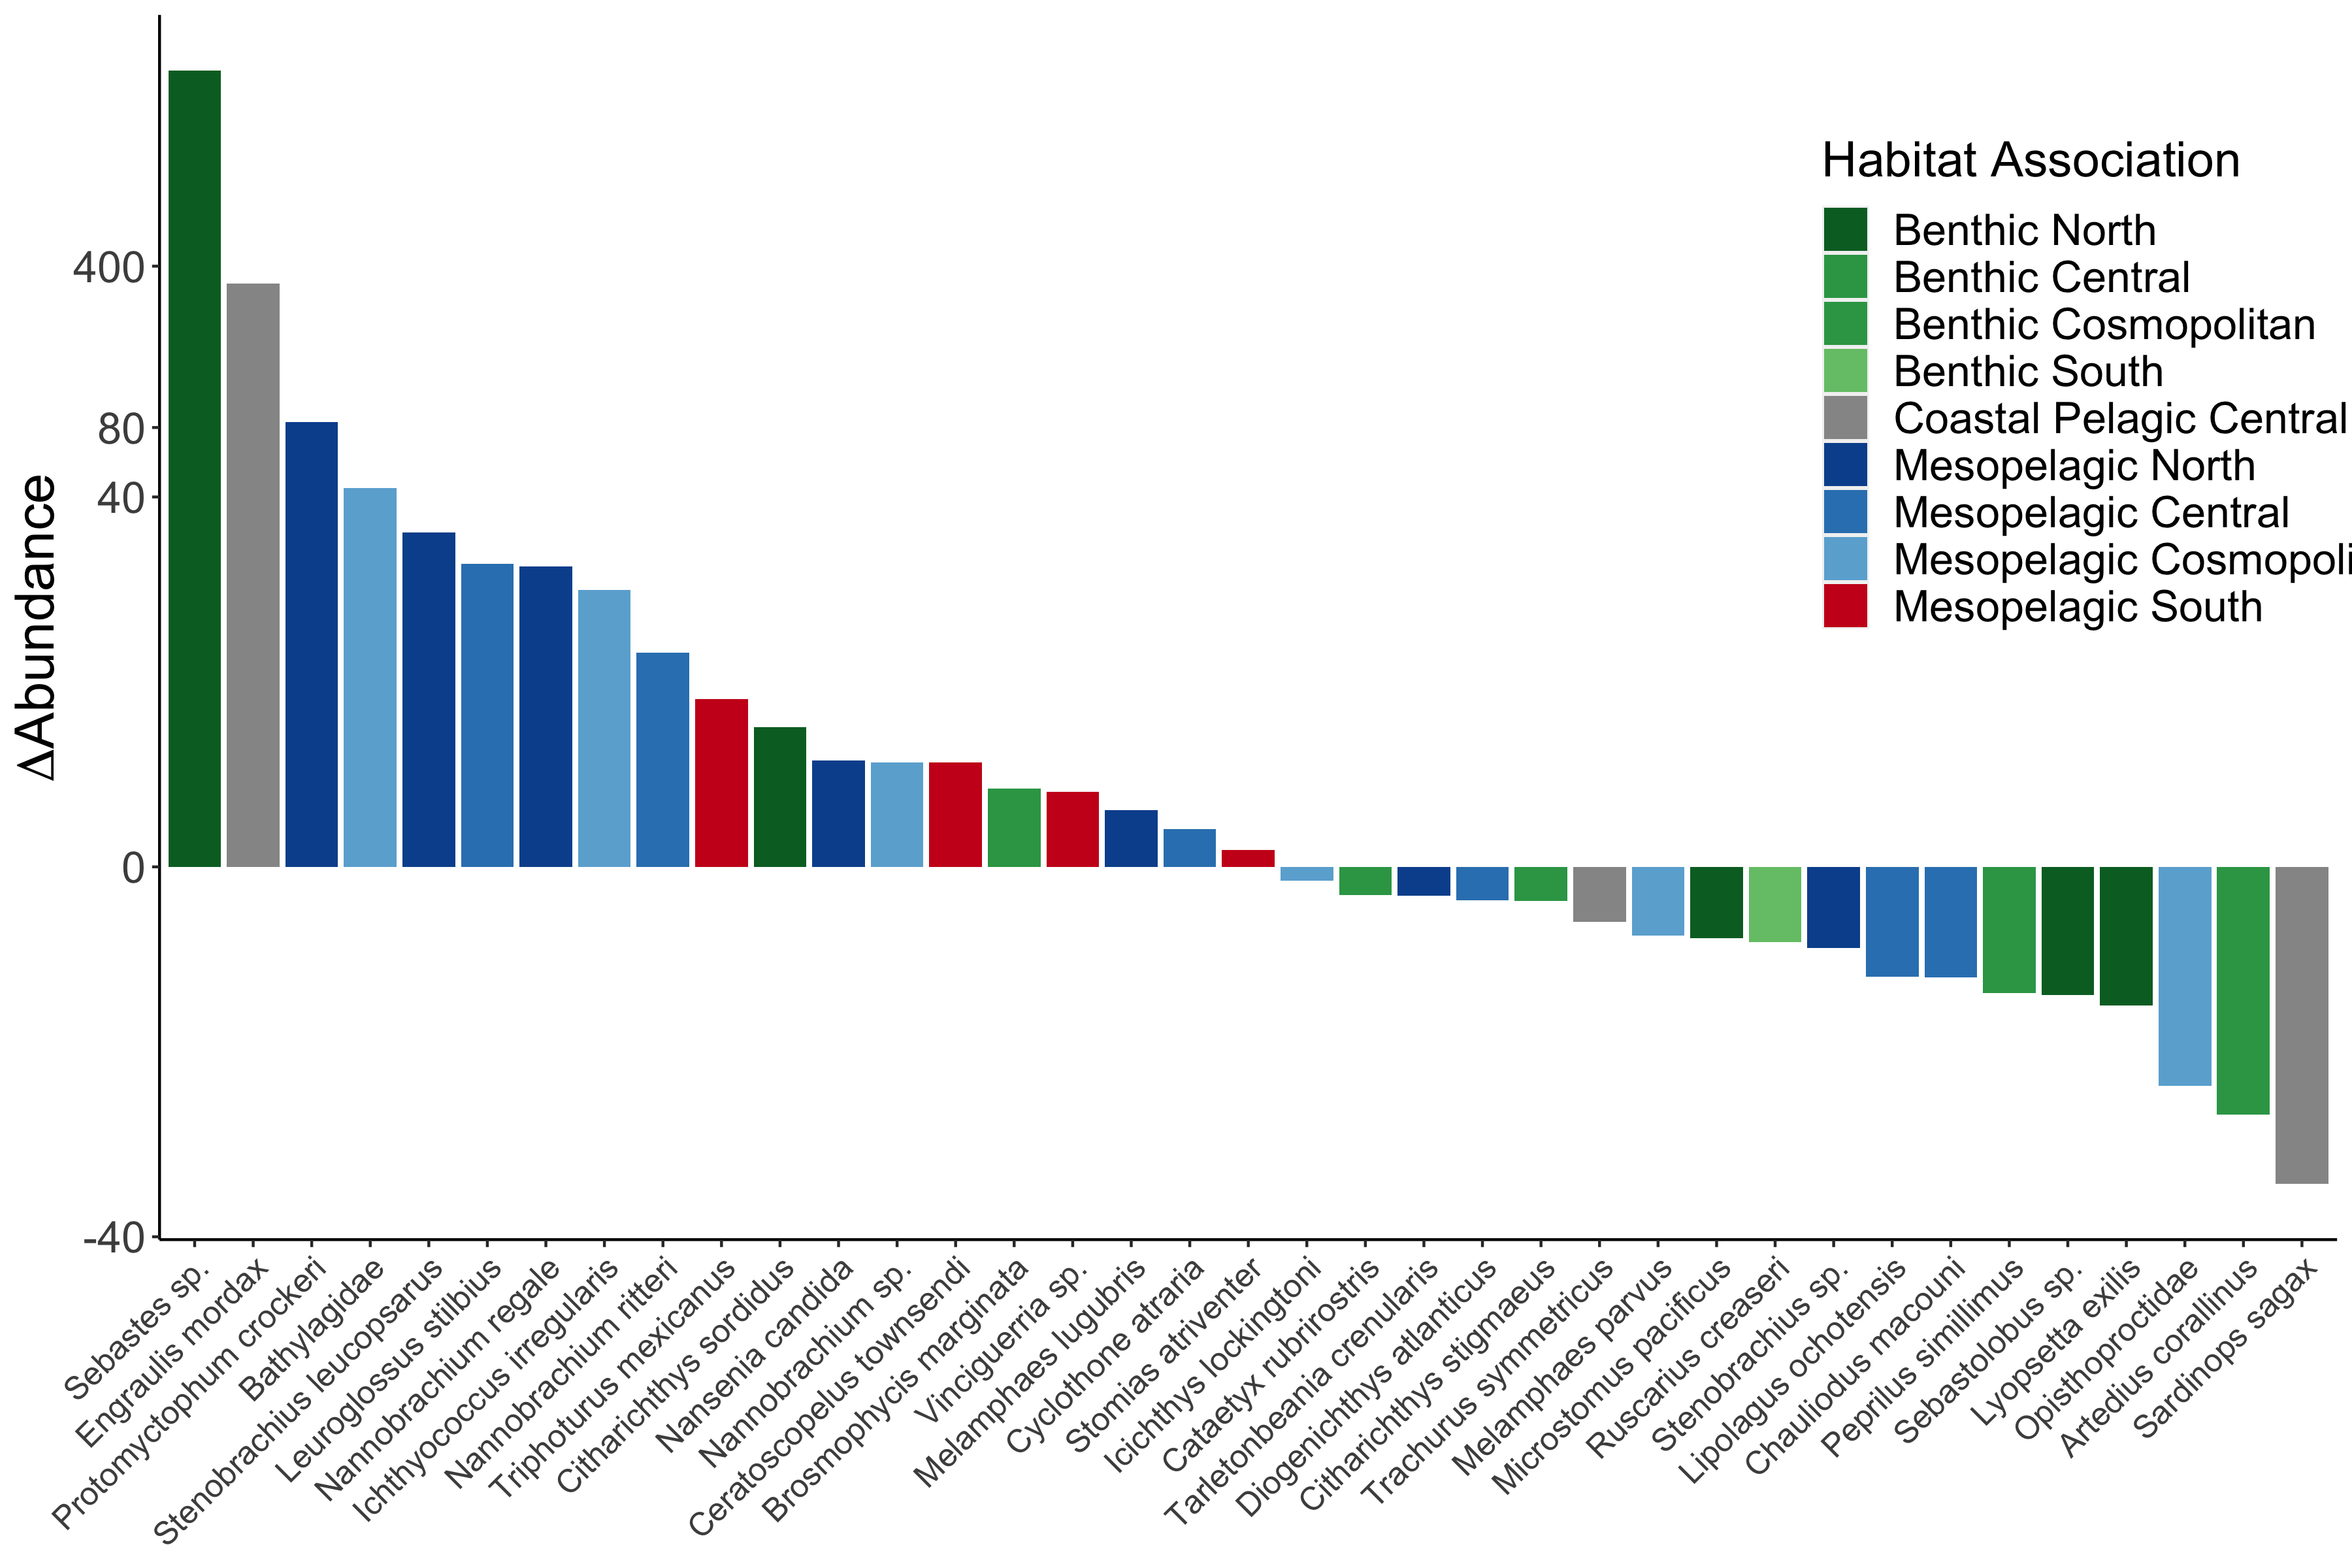 ΔAbundance
400
80
40
0
-40
Habitat Association
Benthic North
Benthic Central
Benthic Cosmopolitan
Benthic South
Coastal Pelagic Central
Mesopelagic North
Mesopelagic Central
Mesopelagic Cosmopoli
Mesopelagic South
Sebastes sp.
Engraulis mordax
Protomyctophum crockeri
Bathylagidae
Stenobrachius leucopsarus
Leuroglossus stilbius
Nannobrachium regale
Ichthyococcus irregularis
Nannobrachium ritteri
Triphoturus mexicanus
Citharichthys sordidus
Nansenia candida
Nannobrachium sp.
Ceratoscopelus townsendi
Brosmophycis marginata
Vinciguerria sp.
Melamphaes lugubris
Cyclothone atraria
Stomias atriventer
Icichthys lockingtoni
Cataetyx rubrirostris
Tarletonbeania crenularis
Diogenichthys atlanticus
Citharichthys stigmaeus
Trachurus symmetricus
Melamphaes parvus
Microstomus pacificus
Ruscarius creaseri
Stenobrachius sp.
Lipolagus ochotensis
Chauliodus macouni
Peprilus simillimus
Sebastolobus sp.
Lyopsetta exilis
Opisthoproctidae
Artedius corallinus
Sardinops sagax